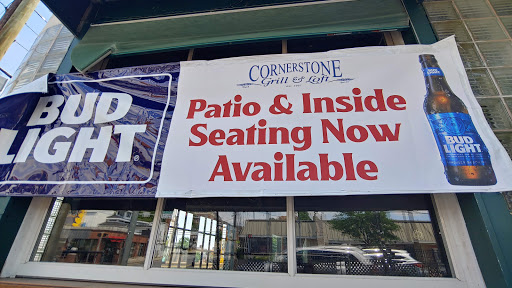 BUD
LIGHT
CORNERSTONE
Grill & Loft
Patio & Inside
Seating Now
Available
BUD
LIGHT